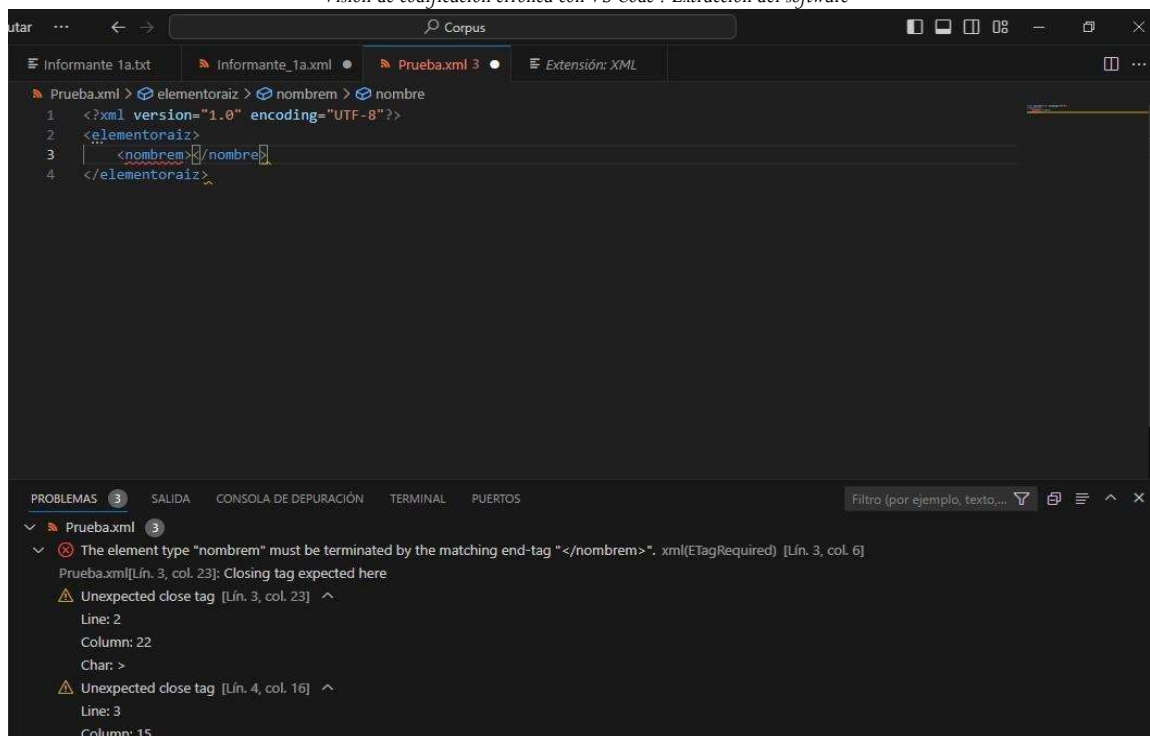 Visión de codificación errónea con VS Code . Extracción del software
utar ··· Corpus
Informante 1a.txt Informante_1a.xml Prueba.xml 3 Extensión: XML
Prueba.xml > elementoraiz > nombrem > nombre
1 <?xml version="1.0" encoding="UTF-8"?>
2 <elementoraiz>
3 <nombrem></nombre>
4 </elementoraiz>
PROBLEMAS 3 SALIDA CONSOLA DE DEPURACIÓN TERMINAL PUERTOS Filtro (por ejemplo, texto,...
Prueba.xml 3
The element type "nombrem" must be terminated by the matching end-tag "</nombrem>". xml(ETagRequired) [Lín. 3, col. 6]
Prueba.xml[Lín. 3, col. 23]: Closing tag expected here
Unexpected close tag [Lín. 3, col. 23]
Line: 2
Column: 22
Char: >
Unexpected close tag [Lín. 4, col. 16]
Line: 3
Column: 15